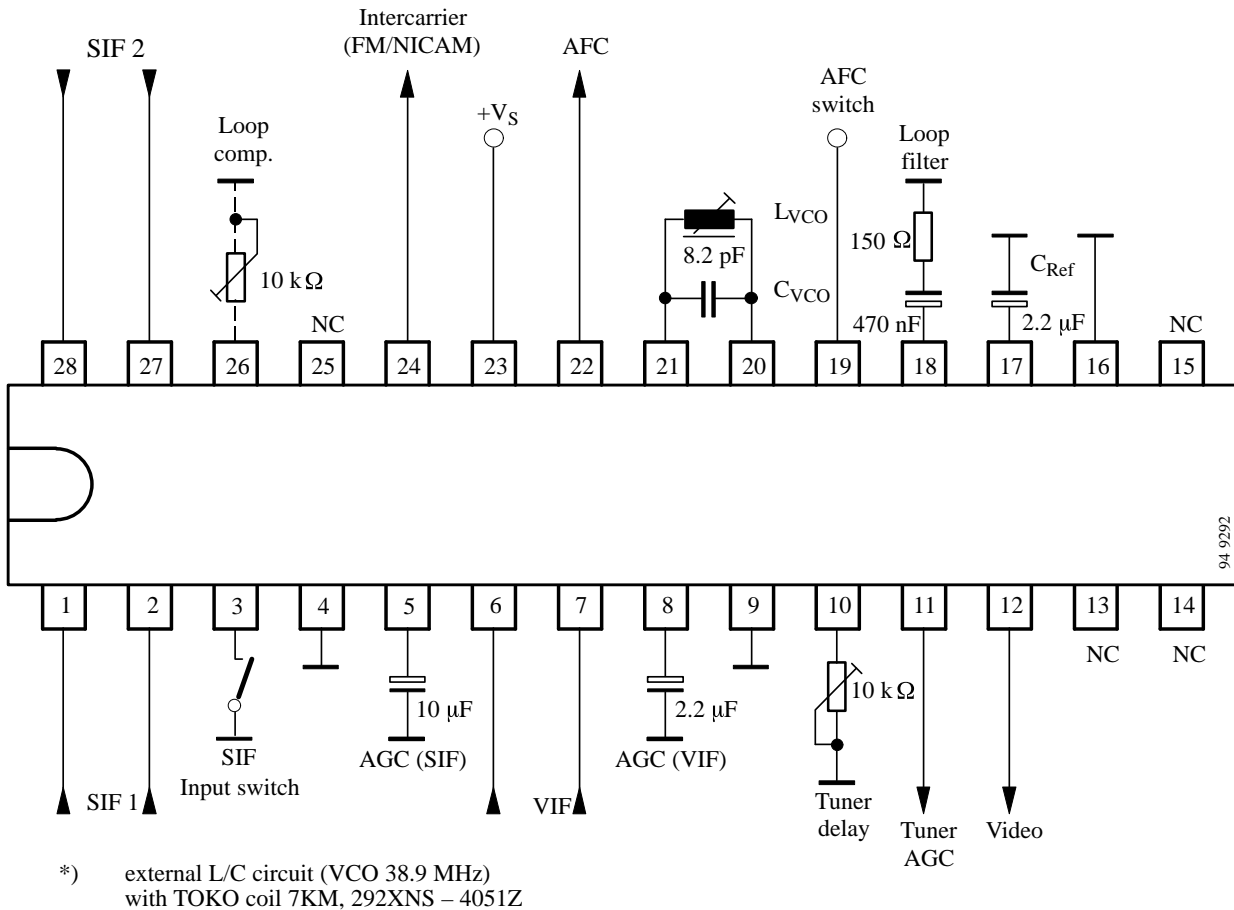 Intercarrier
(FM/NICAM)
SIF 2
AFC
AFC
switch
+VS
Loop
comp.
Loop
filter
LVCO
8.2 pF
CVCO
150 Ω
470 nF
CRef
2.2 μF
10 k Ω
NC
NC
28 27 26 25 24 23 22 21 20 19 18 17 16 15
94 9292
1 2 3 4 5 6 7 8 9 10 11 12 13 14
NC
NC
10 μF
2.2 μF
10 k Ω
SIF
Input switch
AGC (SIF)
AGC (VIF)
SIF 1
VIF
Tuner
delay
Tuner
AGC
Video
*) external L/C circuit (VCO 38.9 MHz)
with TOKO coil 7KM, 292XNS – 4051Z